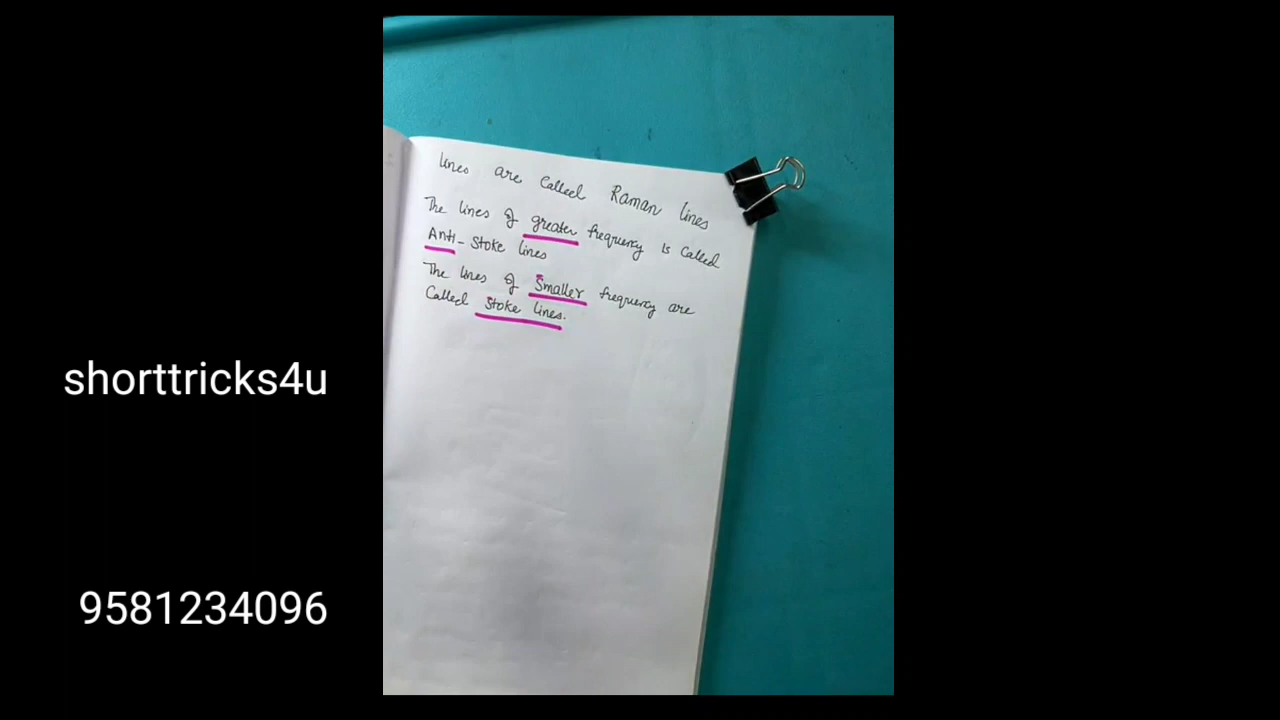 lines are called Raman lines
The lines of greater frequency is called
Anti-stoke lines
The lines of smaller frequency are
called stoke lines.
shorttricks4u
9581234096